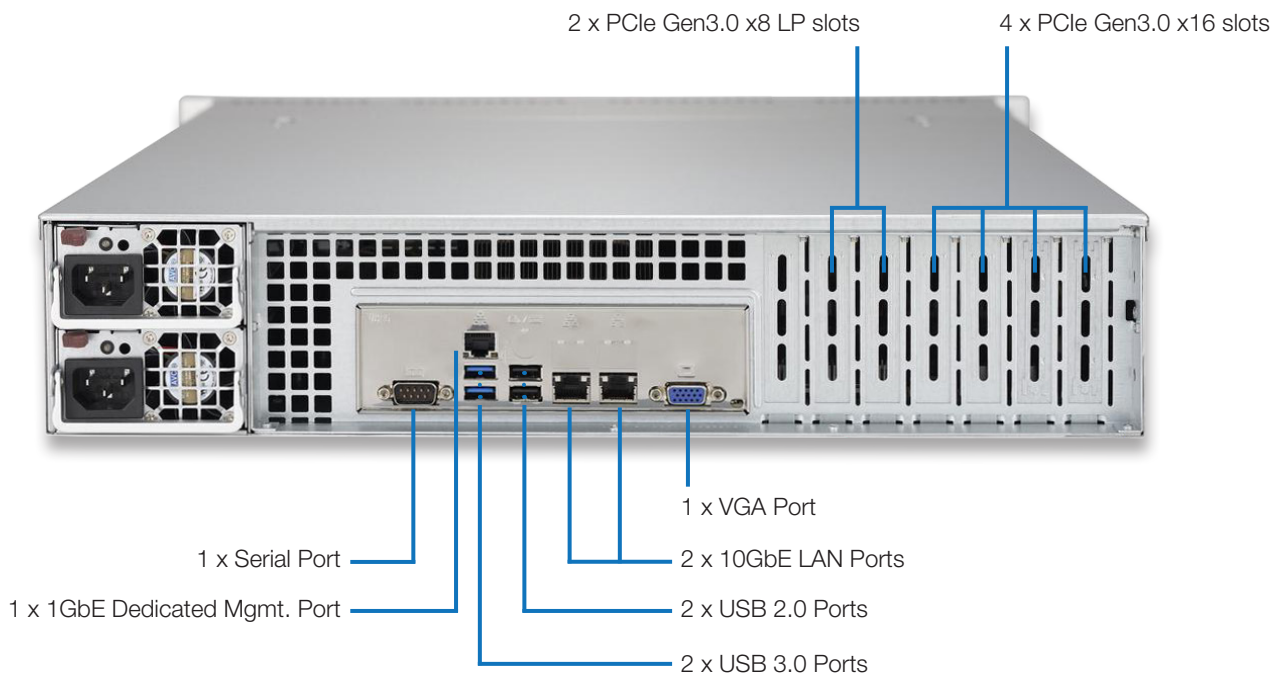 2 x PCIe Gen3.0 x8 LP slots
4 x PCIe Gen3.0 x16 slots
1 x VGA Port
1 x Serial Port
2 x 10GbE LAN Ports
1 x 1GbE Dedicated Mgmt. Port
2 x USB 2.0 Ports
2 x USB 3.0 Ports